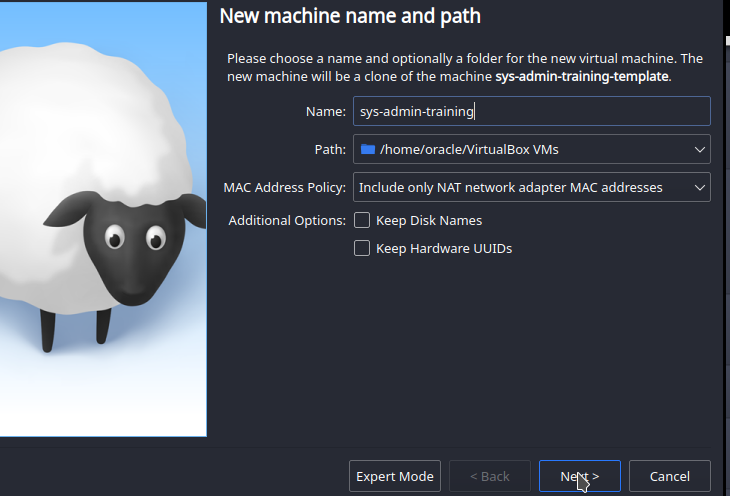 New machine name and path
Please choose a name and optionally a folder for the new virtual machine. The
new machine will be a clone of the machine sys-admin-training-template.
Name: sys-admin-training
Path: /home/oracle/VirtualBox VMs
MAC Address Policy: Include only NAT network adapter MAC addresses
Additional Options: Keep Disk Names
Keep Hardware UUIDs
Expert Mode < Back Next > Cancel